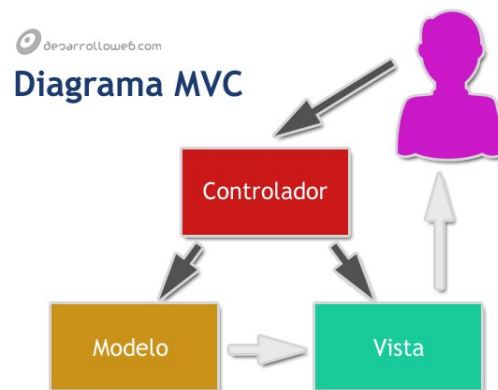 desarrolloweb.com
Diagrama MVC
Controlador
Modelo
Vista